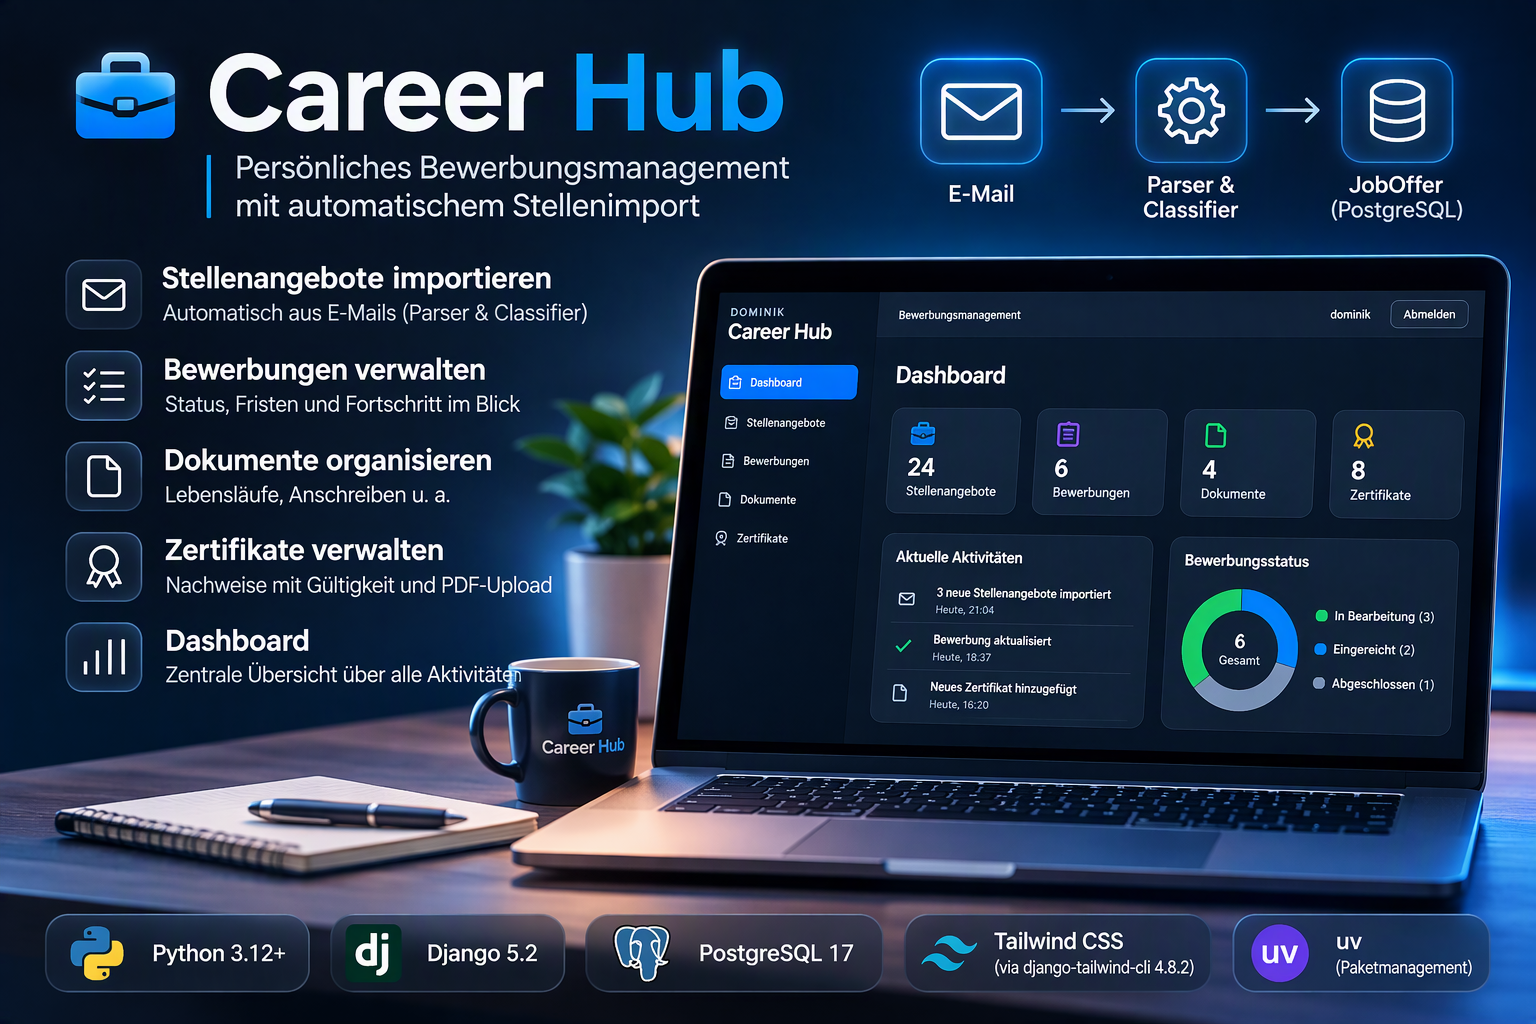 Career Hub
Persönliches Bewerbungsmanagement
mit automatischem Stellenimport
E-Mail
Parser &
Classifier
JobOffer
(PostgreSQL)
Stellenangebote importieren
Automatisch aus E-Mails (Parser & Classifier)
Bewerbungen verwalten
Status, Fristen und Fortschritt im Blick
Dokumente organisieren
Lebensläufe, Anschreiben u. a.
Zertifikate verwalten
Nachweise mit Gültigkeit und PDF-Upload
Dashboard
Zentrale Übersicht über alle Aktivitäten
DOMINIK
Career Hub
Dashboard
Stellenangebote
Bewerbungen
Dokumente
Zertifikate
Bewerbungsmanagement
dominik
Abmelden
Dashboard
24
Stellenangebote
6
Bewerbungen
4
Dokumente
8
Zertifikate
Aktuelle Aktivitäten
3 neue Stellenangebote importiert
Heute, 21:04
Bewerbung aktualisiert
Heute, 18:37
Neues Zertifikat hinzugefügt
Heute, 16:20
Bewerbungsstatus
6
Gesamt
In Bearbeitung (3)
Eingereicht (2)
Abgeschlossen (1)
Career Hub
Python 3.12+
dj
Django 5.2
PostgreSQL 17
Tailwind CSS
(via django-tailwind-cli 4.8.2)
uv
uv
(Paketmanagement)